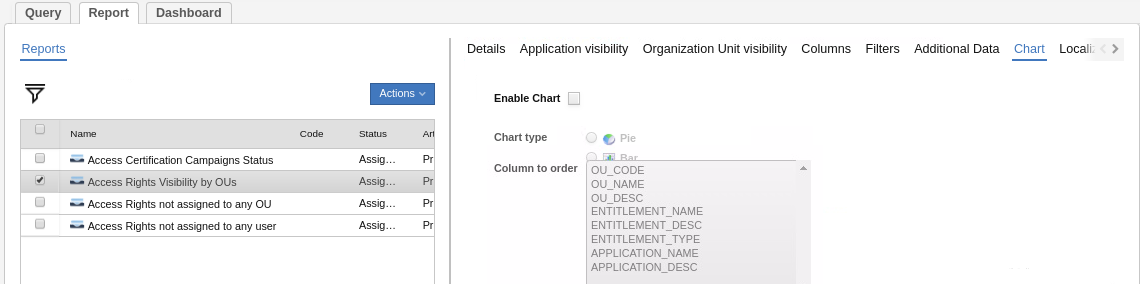 Query Report Dashboard
Reports
Actions
Name Code Status
Access Certification Campaigns Status Assig…
Access Rights Visibility by OUs Assig…
Access Rights not assigned to any OU Assig…
Access Rights not assigned to any user Assig…
Details Application visibility Organization Unit visibility Columns Filters Additional Data Chart
Enable Chart
Chart type Pie
Bar
Column to order
OU_CODE
OU_NAME
OU_DESC
ENTITLEMENT_NAME
ENTITLEMENT_DESC
ENTITLEMENT_TYPE
APPLICATION_NAME
APPLICATION_DESC